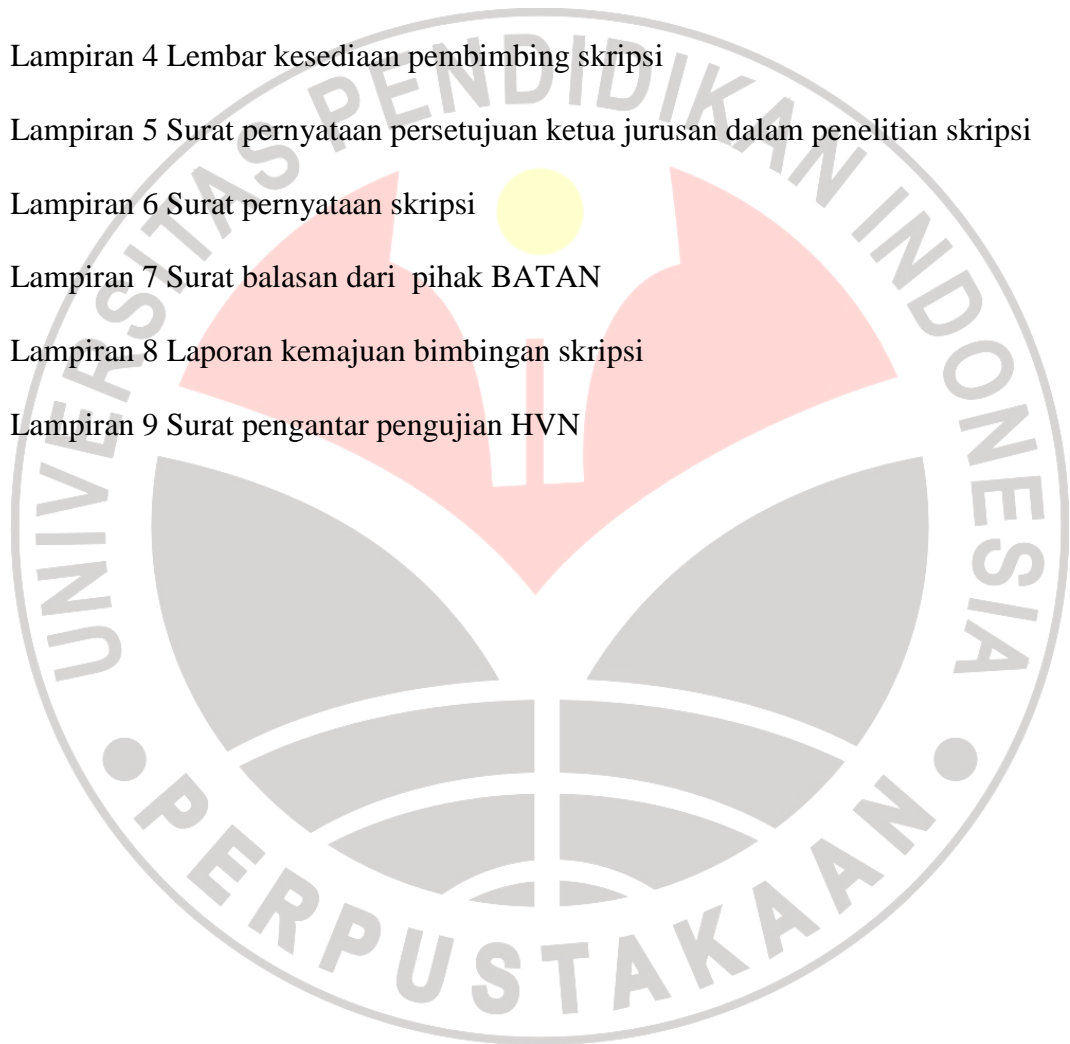 Lampiran 4 Lembar kesediaan pembimbing skripsi
Lampiran 5 Surat pernyataan persetujuan ketua jurusan dalam penelitian skripsi
Lampiran 6 Surat pernyataan skripsi
Lampiran 7 Surat balasan dari  pihak BATAN
Lampiran 8 Laporan kemajuan bimbingan skripsi
Lampiran 9 Surat pengantar pengujian HVN
UNIVERSITAS PENDIDIKAN INDONESIA
PERPUSTAKAAN